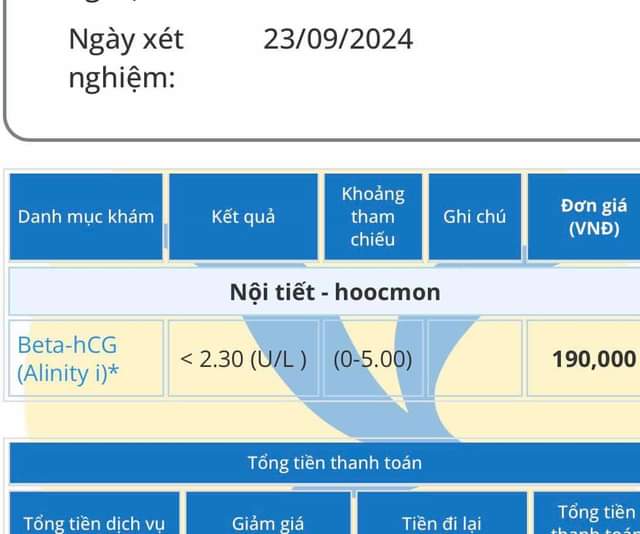 Ngày xét 23/09/2024
nghiệm:
Danh mục khám Kết quả Khoảng tham chiếu Ghi chú Đơn giá (VNĐ)
Nội tiết - hoocmon
Beta-hCG (Alinity i)* < 2.30 (U/L ) (0-5.00) 190,000
Tổng tiền thanh toán
Tổng tiền dịch vụ Giảm giá Tiền đi lại Tổng tiền thanh toán